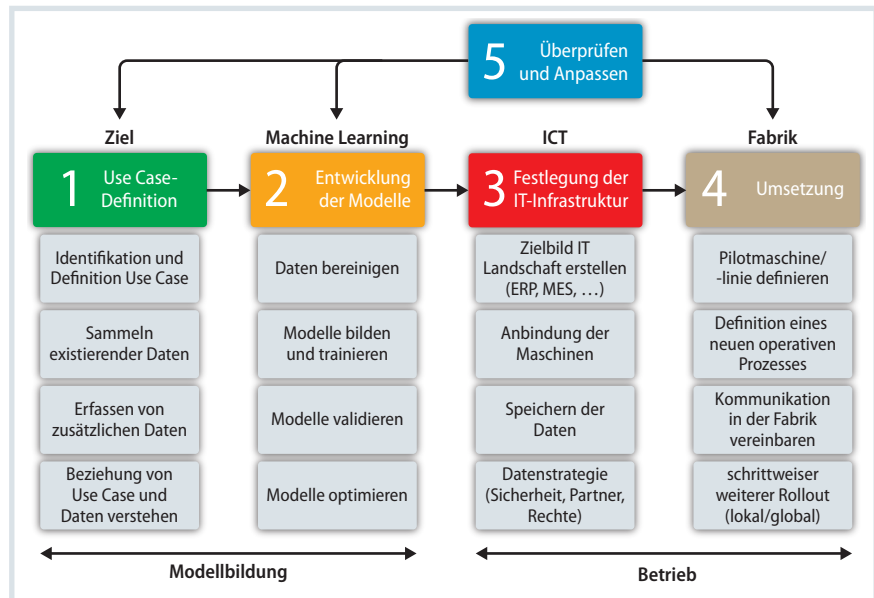 5 Überprüfen
und Anpassen
Ziel
Machine Learning
ICT
Fabrik
1 Use Case-
Definition
2 Entwicklung
der Modelle
3 Festlegung der
IT-Infrastruktur
4 Umsetzung
Identifikation und
Definition Use Case
Sammeln
existierender Daten
Erfassen von
zusätzlichen Daten
Beziehung von
Use Case und
Daten verstehen
Daten bereinigen
Modelle bilden
und trainieren
Modelle validieren
Modelle optimieren
Zielbild IT
Landschaft erstellen
(ERP, MES, …)
Anbindung der
Maschinen
Speichern der
Daten
Datenstrategie
(Sicherheit, Partner,
Rechte)
Pilotmaschine/
-linie definieren
Definition eines
neuen operativen
Prozesses
Kommunikation
in der Fabrik
vereinbaren
schrittweiser
weiterer Rollout
(lokal/global)
Modellbildung
Betrieb